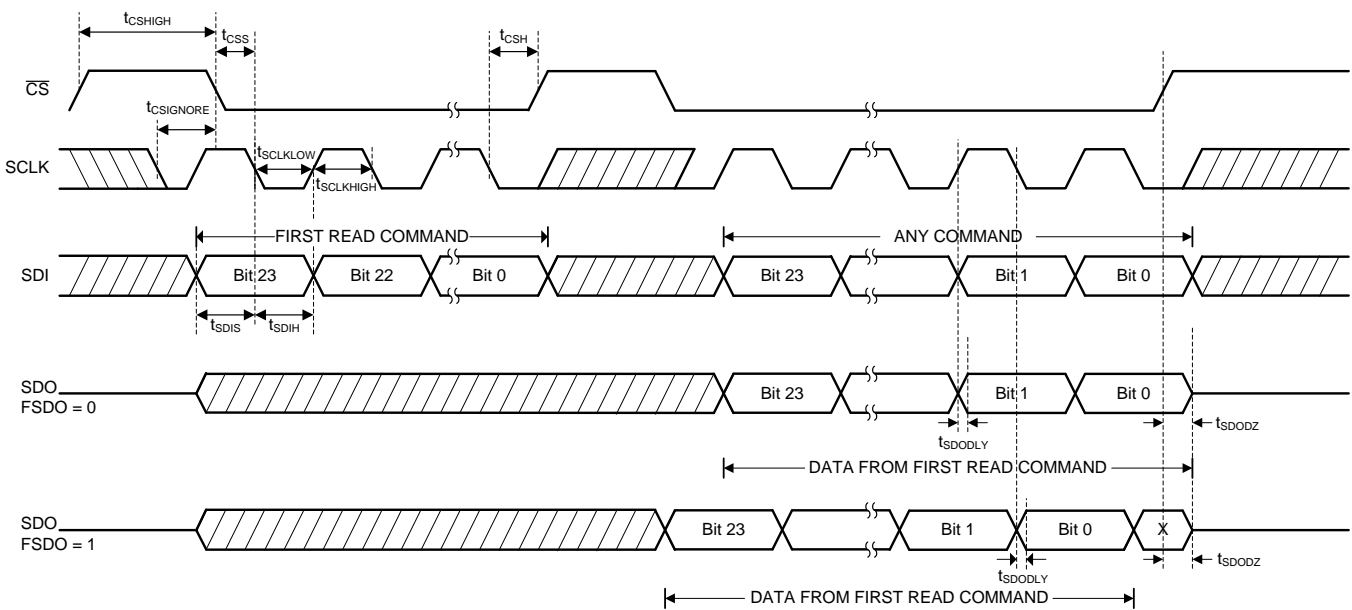 tCSHIGH
tCSS
tCSH
CS
tCSIGNORE
SCLK
tSCLKLOW
tSCLKHIGH
FIRST READ COMMAND
ANY COMMAND
SDI
Bit 23
Bit 22
Bit 0
Bit 23
Bit 1
Bit 0
tSDIS
tSDIH
SDO
FSDO = 0
Bit 23
Bit 1
Bit 0
tSDODLY
tSDODZ
DATA FROM FIRST READ COMMAND
SDO
FSDO = 1
Bit 23
Bit 1
Bit 0
X
tSDODLY
tSDODZ
DATA FROM FIRST READ COMMAND